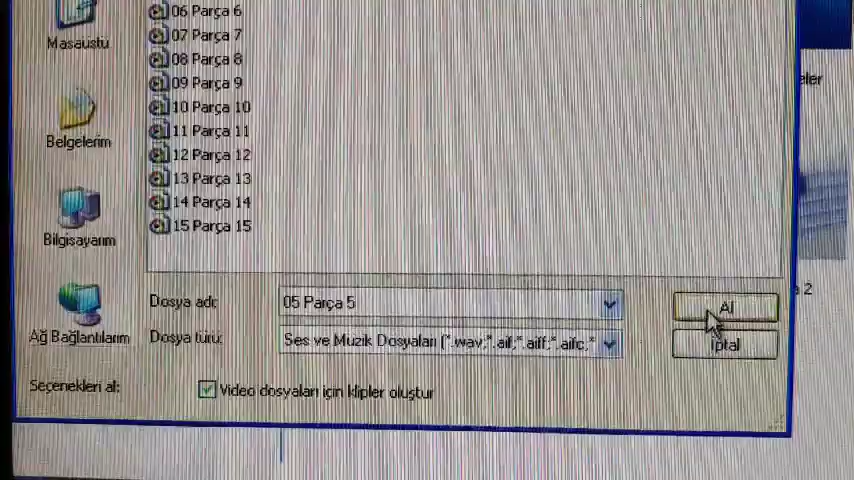 06 Parça 6
07 Parça 7
08 Parça 8
09 Parça 9
10 Parça 10
11 Parça 11
12 Parça 12
13 Parça 13
14 Parça 14
15 Parça 15
Masaüstü
Belgelerim
Bilgisayarım
Ağ Bağlantılarım
Dosya adı:
05 Parça 5
Al
Dosya türü:
Ses ve Müzik Dosyaları (*.wav;*.aif;*.aiff;*.aifc;*
İptal
Seçenekleri al:
Video dosyaları için klipler oluştur
eler
2